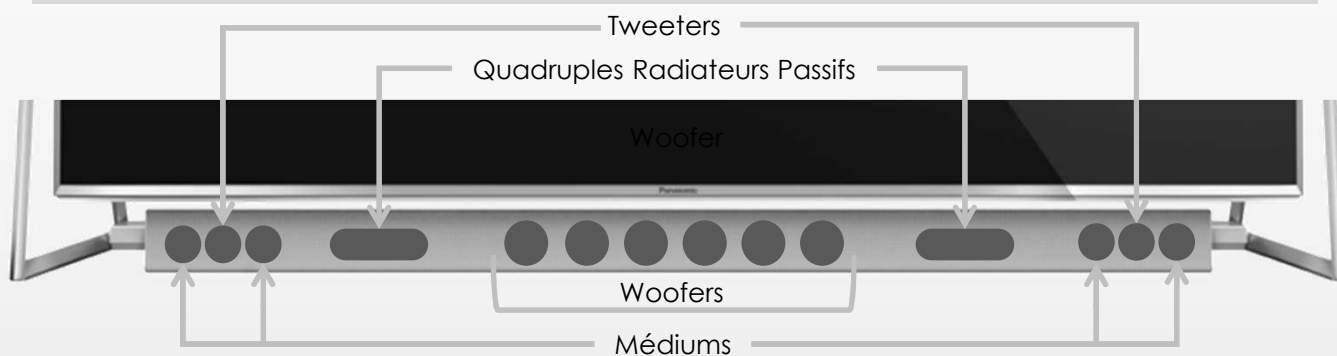 Tweeters
Quadruples Radiateurs Passifs
Woofer
Panasonic
Woofers
Médiums